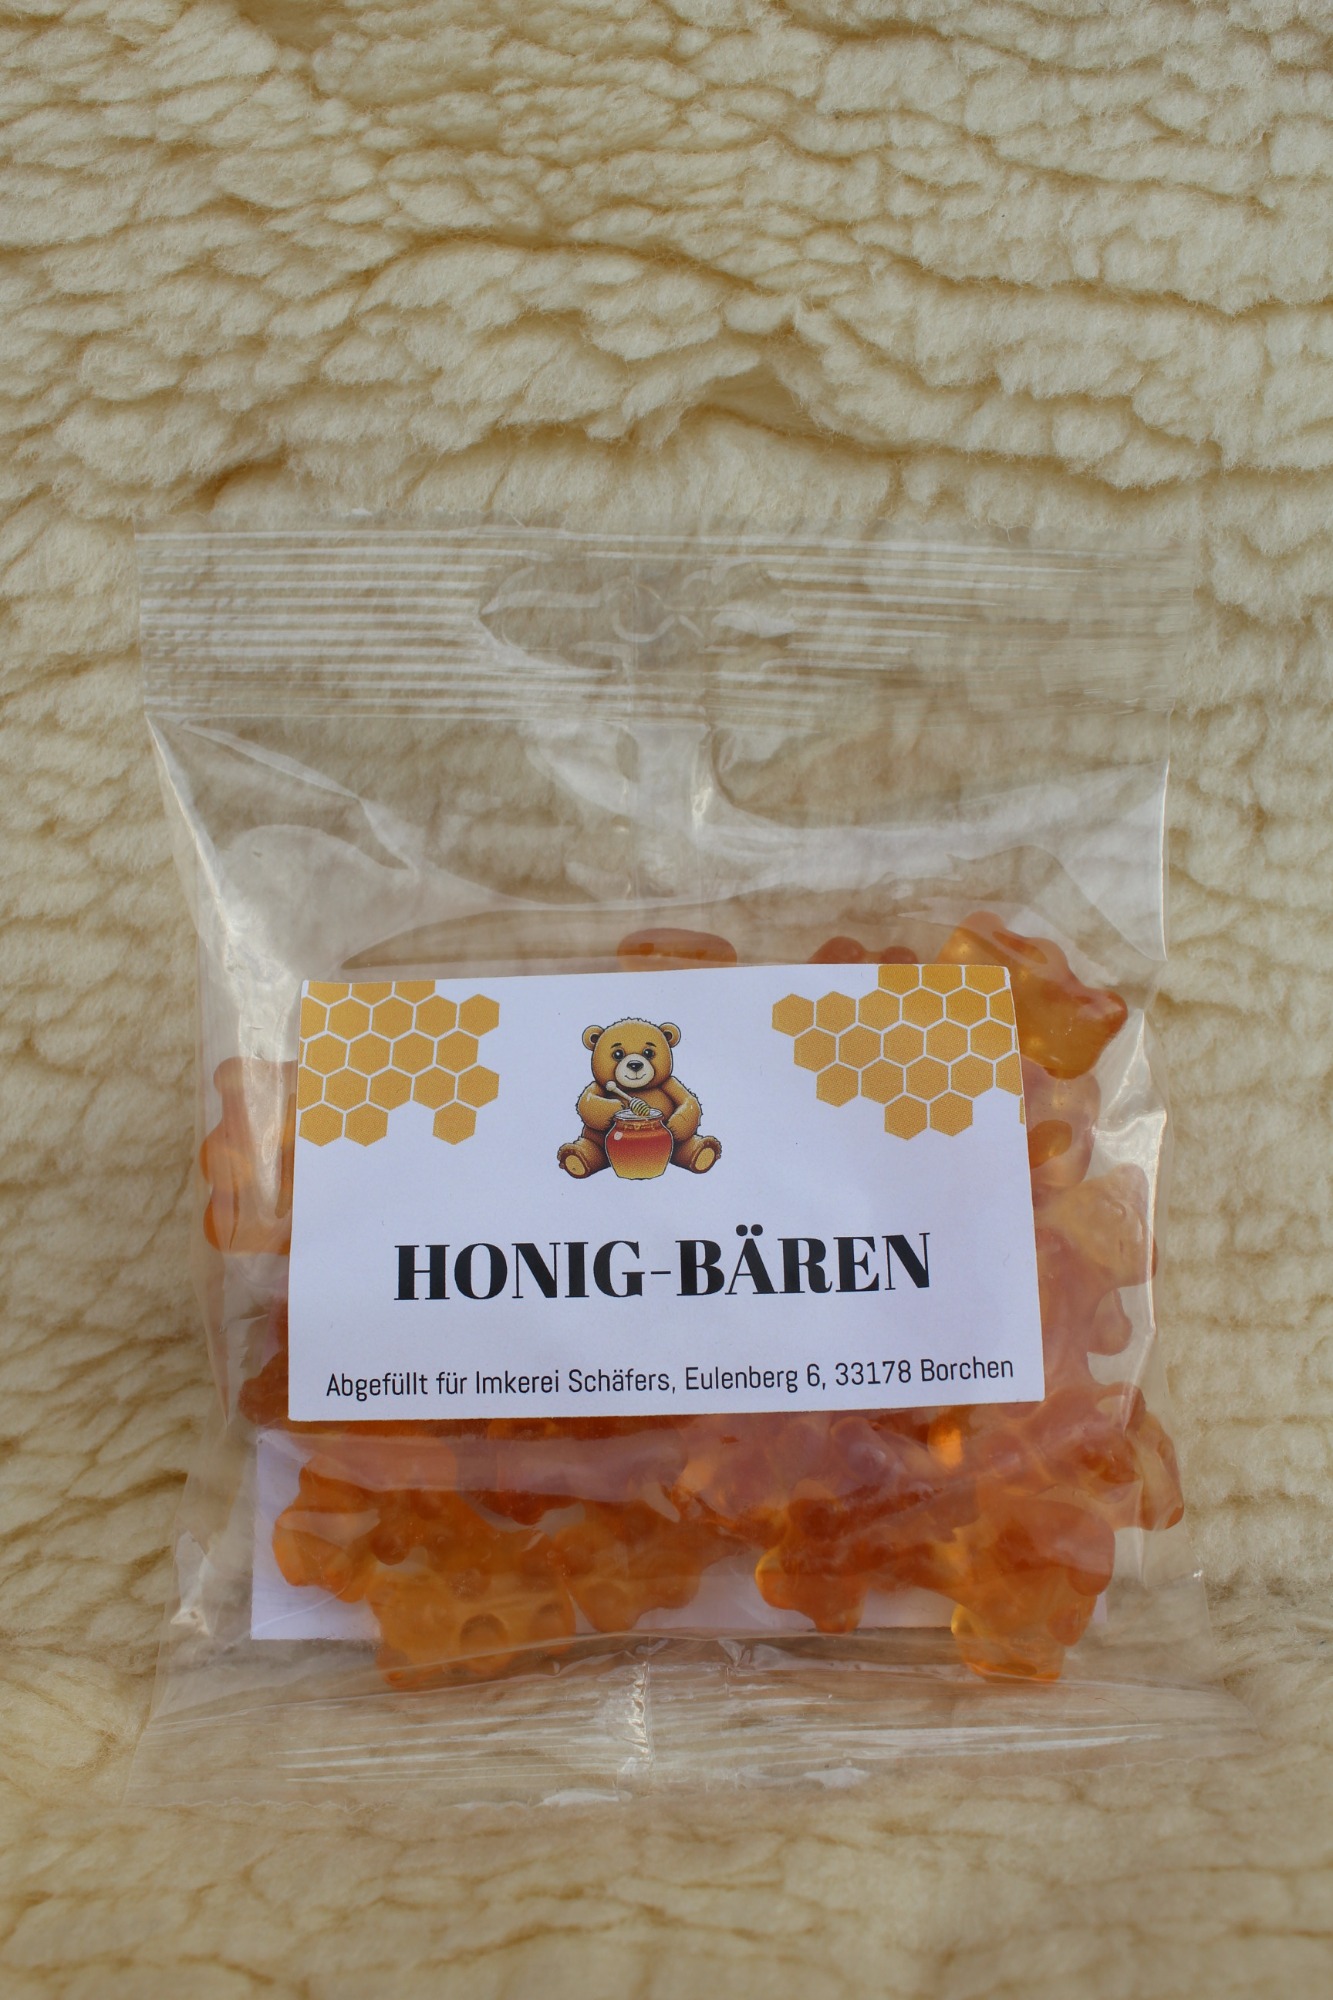 HONIG-BÄREN
Abgefüllt für Imkerei Schäfers, Eulenberg 6, 33178 Borchen